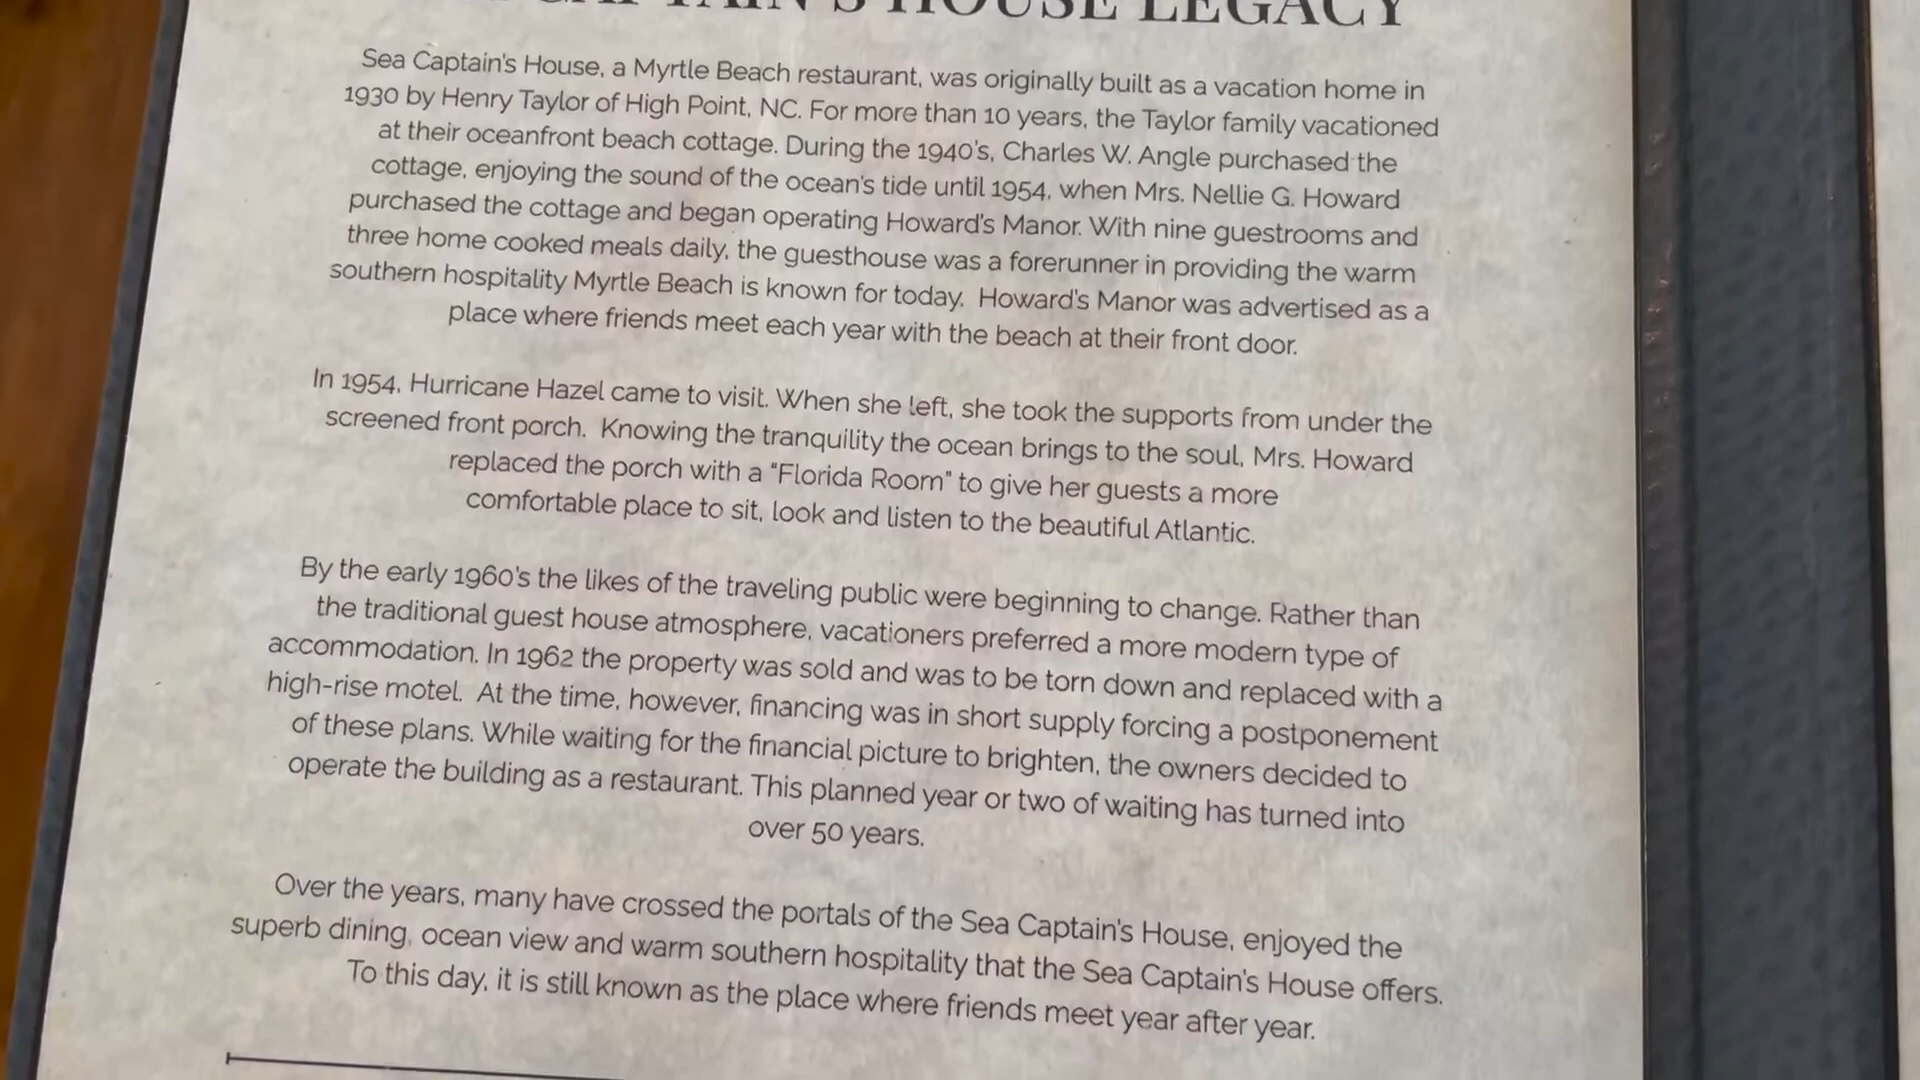 CAPTAIN'S HOUSE LEGACY
Sea Captain's House, a Myrtle Beach restaurant, was originally built as a vacation home in
1930 by Henry Taylor of High Point, NC. For more than 10 years, the Taylor family vacationed
at their oceanfront beach cottage. During the 1940's, Charles W. Angle purchased the
cottage, enjoying the sound of the ocean's tide until 1954, when Mrs. Nellie G. Howard
purchased the cottage and began operating Howard's Manor. With nine guestrooms and
three home cooked meals daily, the guesthouse was a forerunner in providing the warm
southern hospitality Myrtle Beach is known for today. Howard's Manor was advertised as a
place where friends meet each year with the beach at their front door.
In 1954, Hurricane Hazel came to visit. When she left, she took the supports from under the
screened front porch. Knowing the tranquility the ocean brings to the soul, Mrs. Howard
replaced the porch with a "Florida Room" to give her guests a more
comfortable place to sit, look and listen to the beautiful Atlantic.
By the early 1960's the likes of the traveling public were beginning to change. Rather than
the traditional guest house atmosphere, vacationers preferred a more modern type of
accommodation. In 1962 the property was sold and was to be torn down and replaced with a
high-rise motel. At the time, however, financing was in short supply forcing a postponement
of these plans. While waiting for the financial picture to brighten, the owners decided to
operate the building as a restaurant. This planned year or two of waiting has turned into
over 50 years.
Over the years, many have crossed the portals of the Sea Captain's House, enjoyed the
superb dining, ocean view and warm southern hospitality that the Sea Captain's House offers.
To this day, it is still known as the place where friends meet year after year.